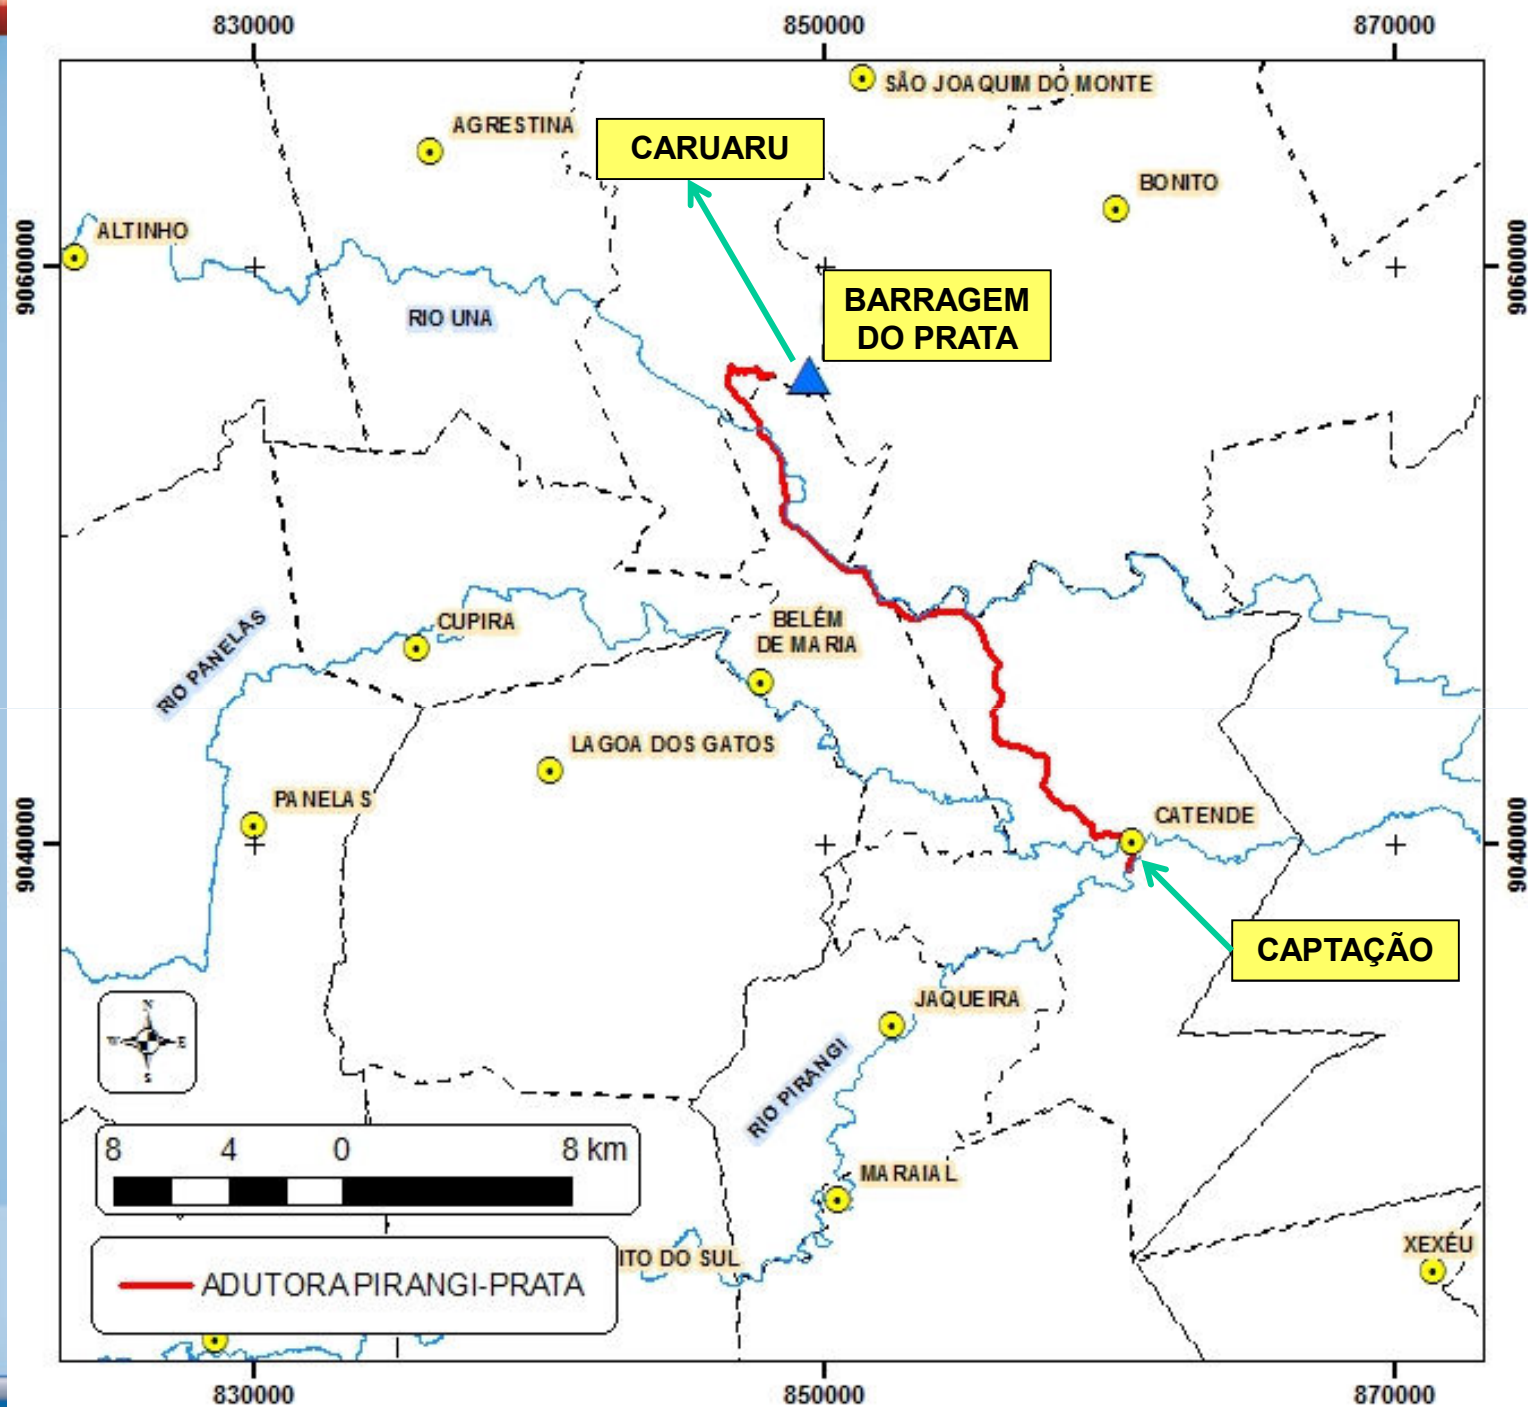 830000
850000
870000
SÃO JOAQUIM DO MONTE
AGRESTINA
CARUARU
BONITO
ALTINHO
9060000
9060000
BARRAGEM
DO PRATA
RIO UNA
CUPIRA
BELÉM
DE MARIA
RIO PANELAS
LAGOA DOS GATOS
PANELAS
CATENDE
9040000
9040000
CAPTAÇÃO
JAQUEIRA
N
W
E
S
RIO PIRANGI
8 4 0 8 km
MARAIAL
ITO DO SUL
XEXÉU
ADUTORA PIRANGI-PRATA
830000
850000
870000